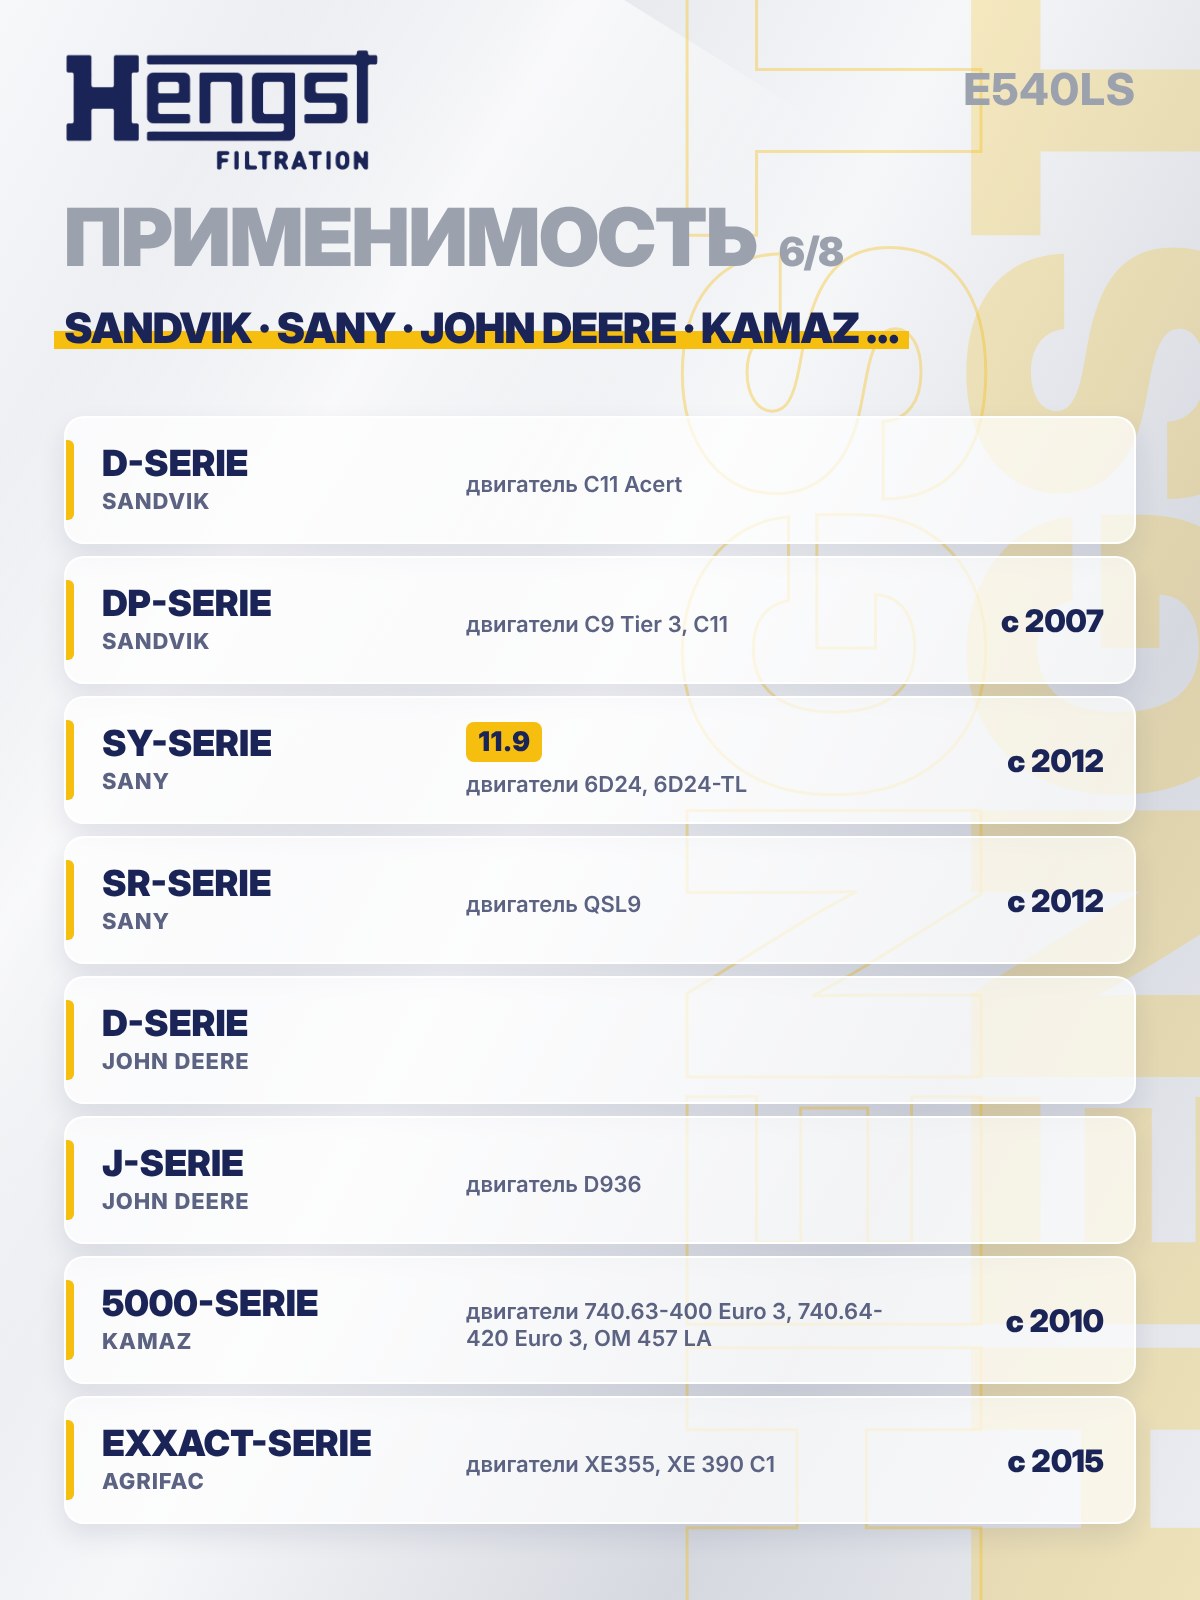 Hengst
FILTRATION
E540LS
ПРИМЕНИМОСТЬ 6/8
SANDVIK · SANY · JOHN DEERE · KAMAZ ...
D-SERIE
SANDVIK
двигатель C11 Acert
DP-SERIE
SANDVIK
двигатели C9 Tier 3, C11
с 2007
SY-SERIE
SANY
11.9
двигатели 6D24, 6D24-TL
с 2012
SR-SERIE
SANY
двигатель QSL9
с 2012
D-SERIE
JOHN DEERE
J-SERIE
JOHN DEERE
двигатель D936
5000-SERIE
KAMAZ
двигатели 740.63-400 Euro 3, 740.64-
420 Euro 3, OM 457 LA
с 2010
EXXACT-SERIE
AGRIFAC
двигатели XE355, XE 390 C1
с 2015
HENGST
HENGST